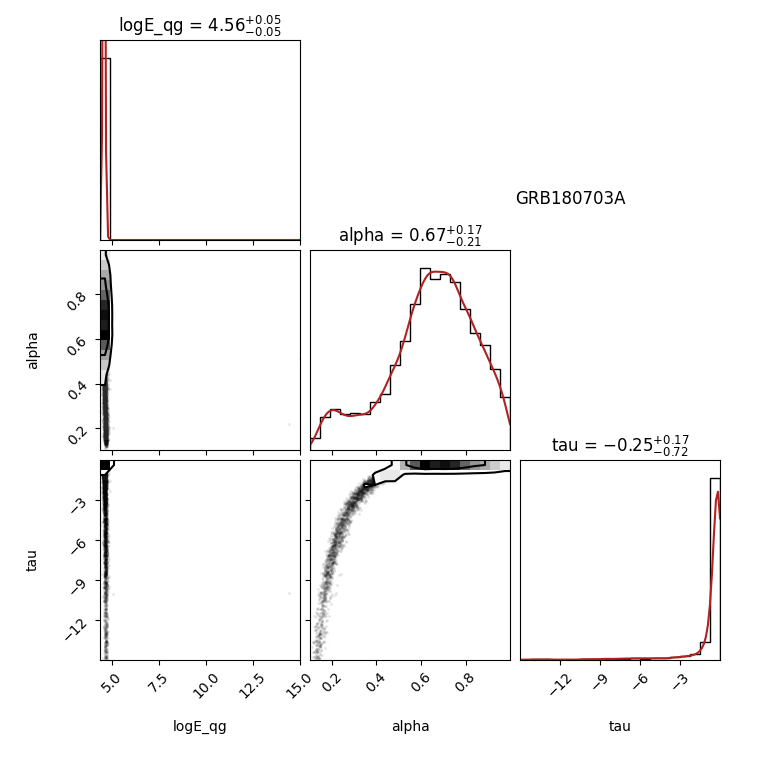 logE_qg = 4.56+0.05−0.05
GRB180703A
alpha = 0.67+0.17−0.21
0.8
0.6
0.4
0.2
alpha
tau = −0.25+0.17−0.72
−3
−6
−9
−12
tau
5.0 7.5 10.0 12.5 15.0
0.2 0.4 0.6 0.8
−12 −9 −6 −3
logE_qg alpha tau